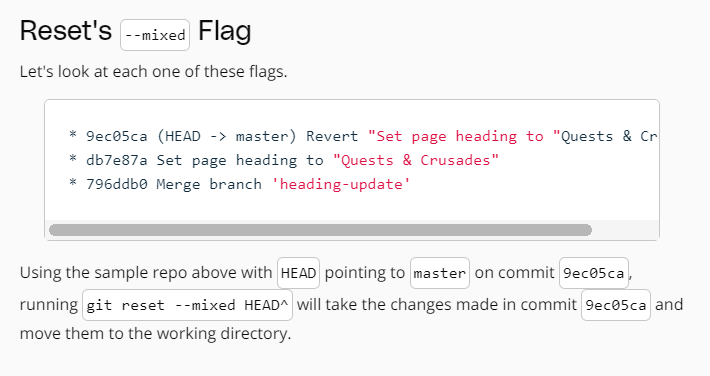 Reset's --mixed Flag
Let's look at each one of these flags.
* 9ec05ca (HEAD -> master) Revert "Set page heading to "Quests & Cr
* db7e87a Set page heading to "Quests & Crusades"
* 796ddb0 Merge branch 'heading-update'
Using the sample repo above with HEAD pointing to master on commit 9ec05ca,
running git reset --mixed HEAD^ will take the changes made in commit 9ec05ca and
move them to the working directory.